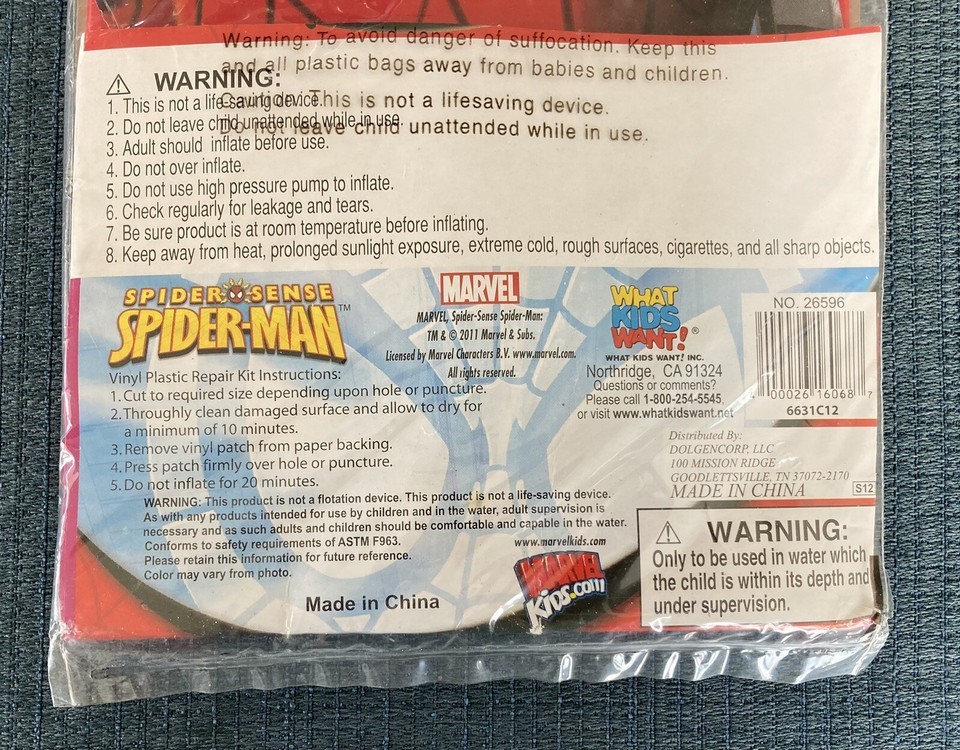 Warning: To avoid danger of suffocation. Keep this
and all plastic bags away from babies and children.
Caution: This is not a lifesaving device.
Do not leave child unattended while in use.
WARNING:
1. This is not a life saving device.
2. Do not leave child unattended while in use.
3. Adult should inflate before use.
4. Do not over inflate.
5. Do not use high pressure pump to inflate.
6. Check regularly for leakage and tears.
7. Be sure product is at room temperature before inflating.
8. Keep away from heat, prolonged sunlight exposure, extreme cold, rough surfaces, cigarettes, and all sharp objects.
SPIDER SENSE
SPIDER-MAN™
Vinyl Plastic Repair Kit Instructions:
1. Cut to required size depending upon hole or puncture.
2. Throughly clean damaged surface and allow to dry for
a minimum of 10 minutes.
3. Remove vinyl patch from paper backing.
4. Press patch firmly over hole or puncture.
5. Do not inflate for 20 minutes.
MARVEL
MARVEL, Spider-Sense Spider-Man:
TM & © 2011 Marvel & Subs.
Licensed by Marvel Characters B.V. www.marvel.com.
All rights reserved.
WHAT
KIDS
WANT!®
WHAT KIDS WANT! INC.
Northridge, CA 91324
Questions or comments?
Please call 1-800-254-5545,
or visit www.whatkidswant.net
NO. 26596
00026 16068 7
6631C12
Distributed By:
DOLGENCORP, LLC
100 MISSION RIDGE
GOODLETTSVILLE, TN 37072-2170
MADE IN CHINA
S12
WARNING: This product is not a flotation device. This product is not a life-saving device.
As with any products intended for use by children and in the water, adult supervision is
necessary and as such adults and children should be comfortable and capable in the water.
Conforms to safety requirements of ASTM F963.
Please retain this information for future reference.
Color may vary from photo.
www.marvelkids.com
MARVEL
Kids.com
Made in China
WARNING:
Only to be used in water which
the child is within its depth and
under supervision.